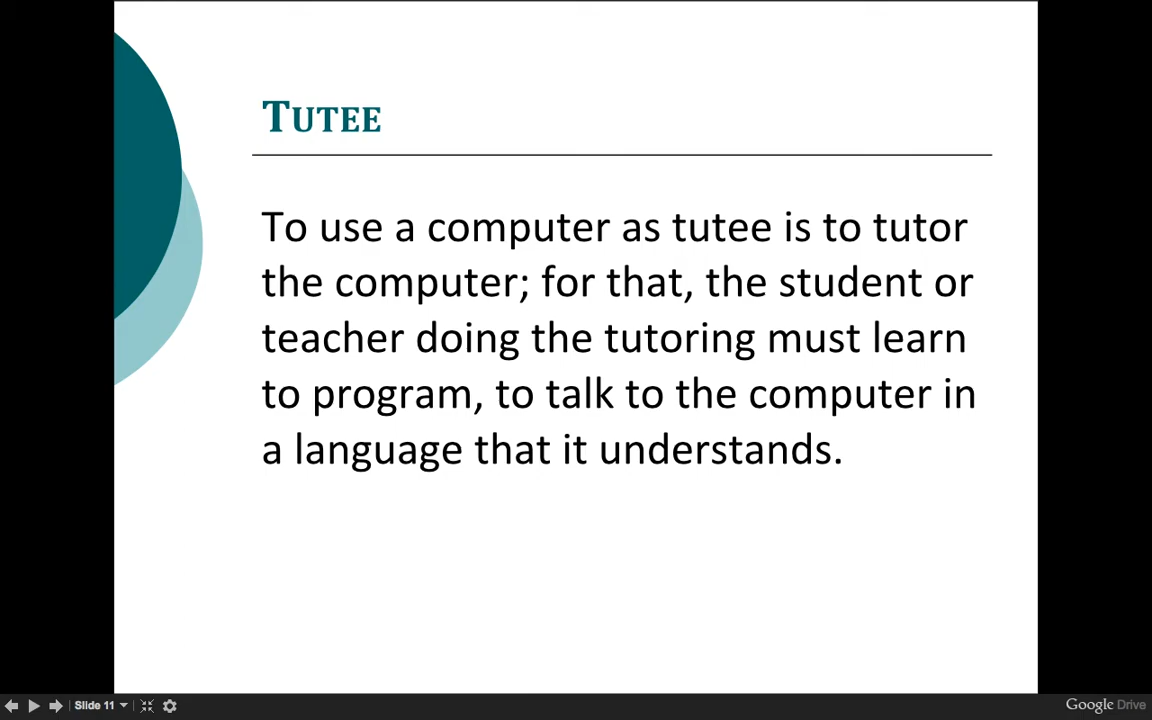 TUTEE
To use a computer as tutee is to tutor
the computer; for that, the student or
teacher doing the tutoring must learn
to program, to talk to the computer in
a language that it understands.
Slide 11
Google Drive